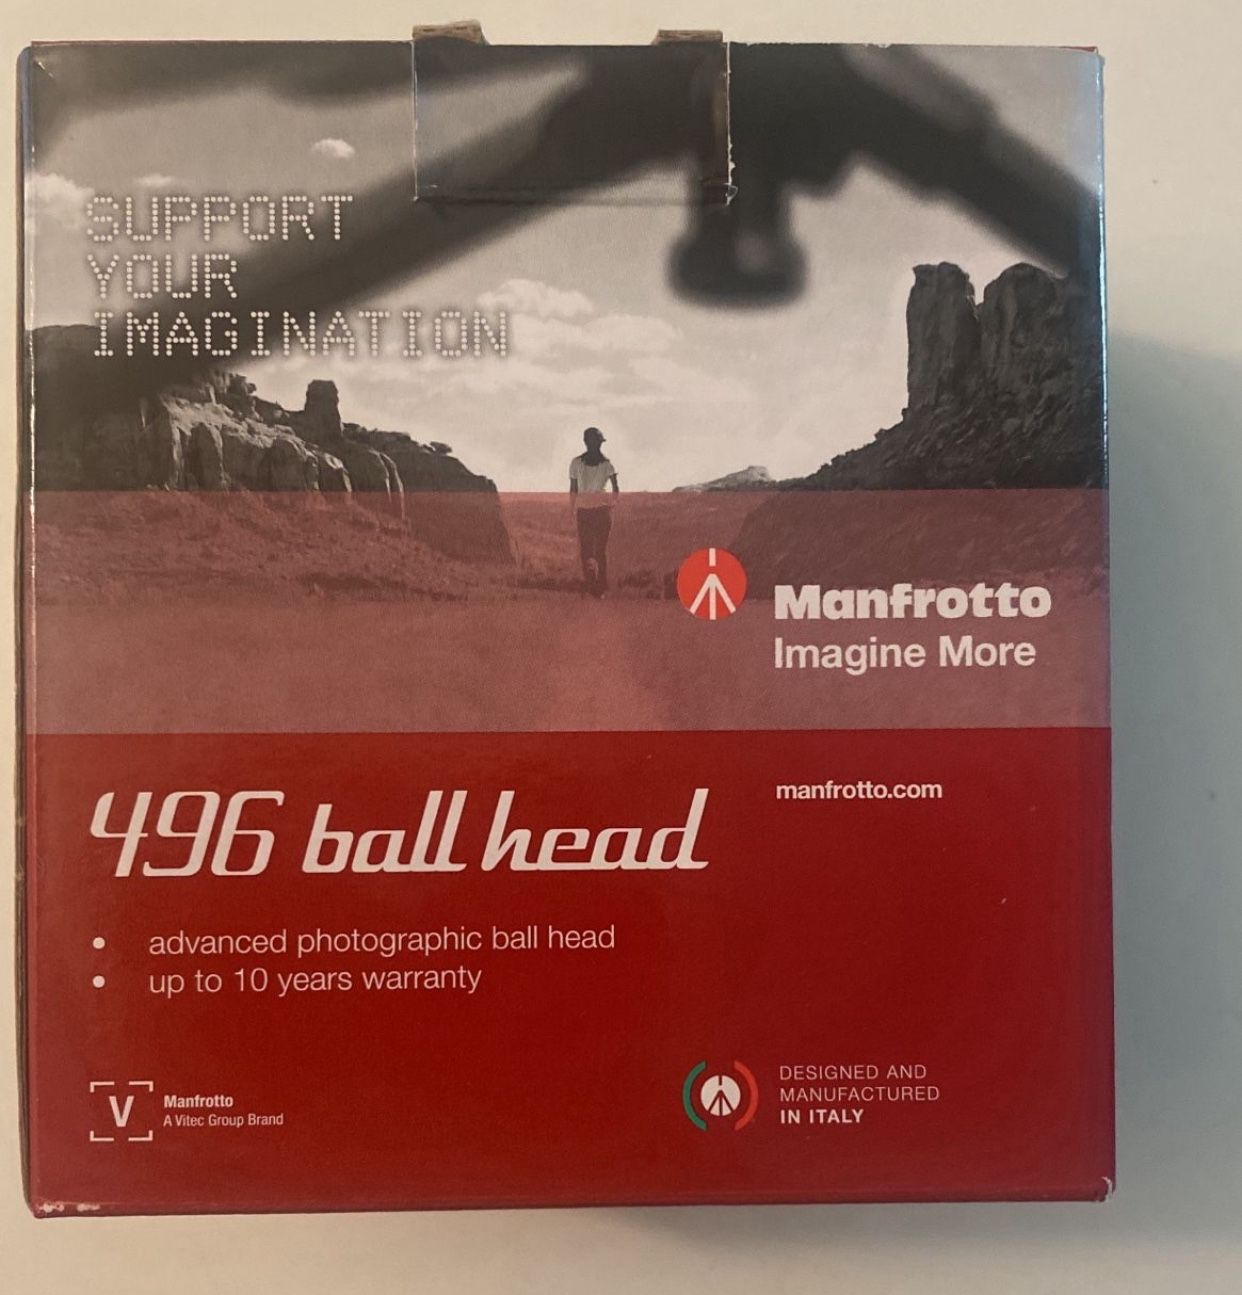 SUPPORT
YOUR
IMAGINATION
Manfrotto
Imagine More
496 ball head
manfrotto.com
• advanced photographic ball head
• up to 10 years warranty
V
Manfrotto
A Vitec Group Brand
DESIGNED AND
MANUFACTURED
IN ITALY